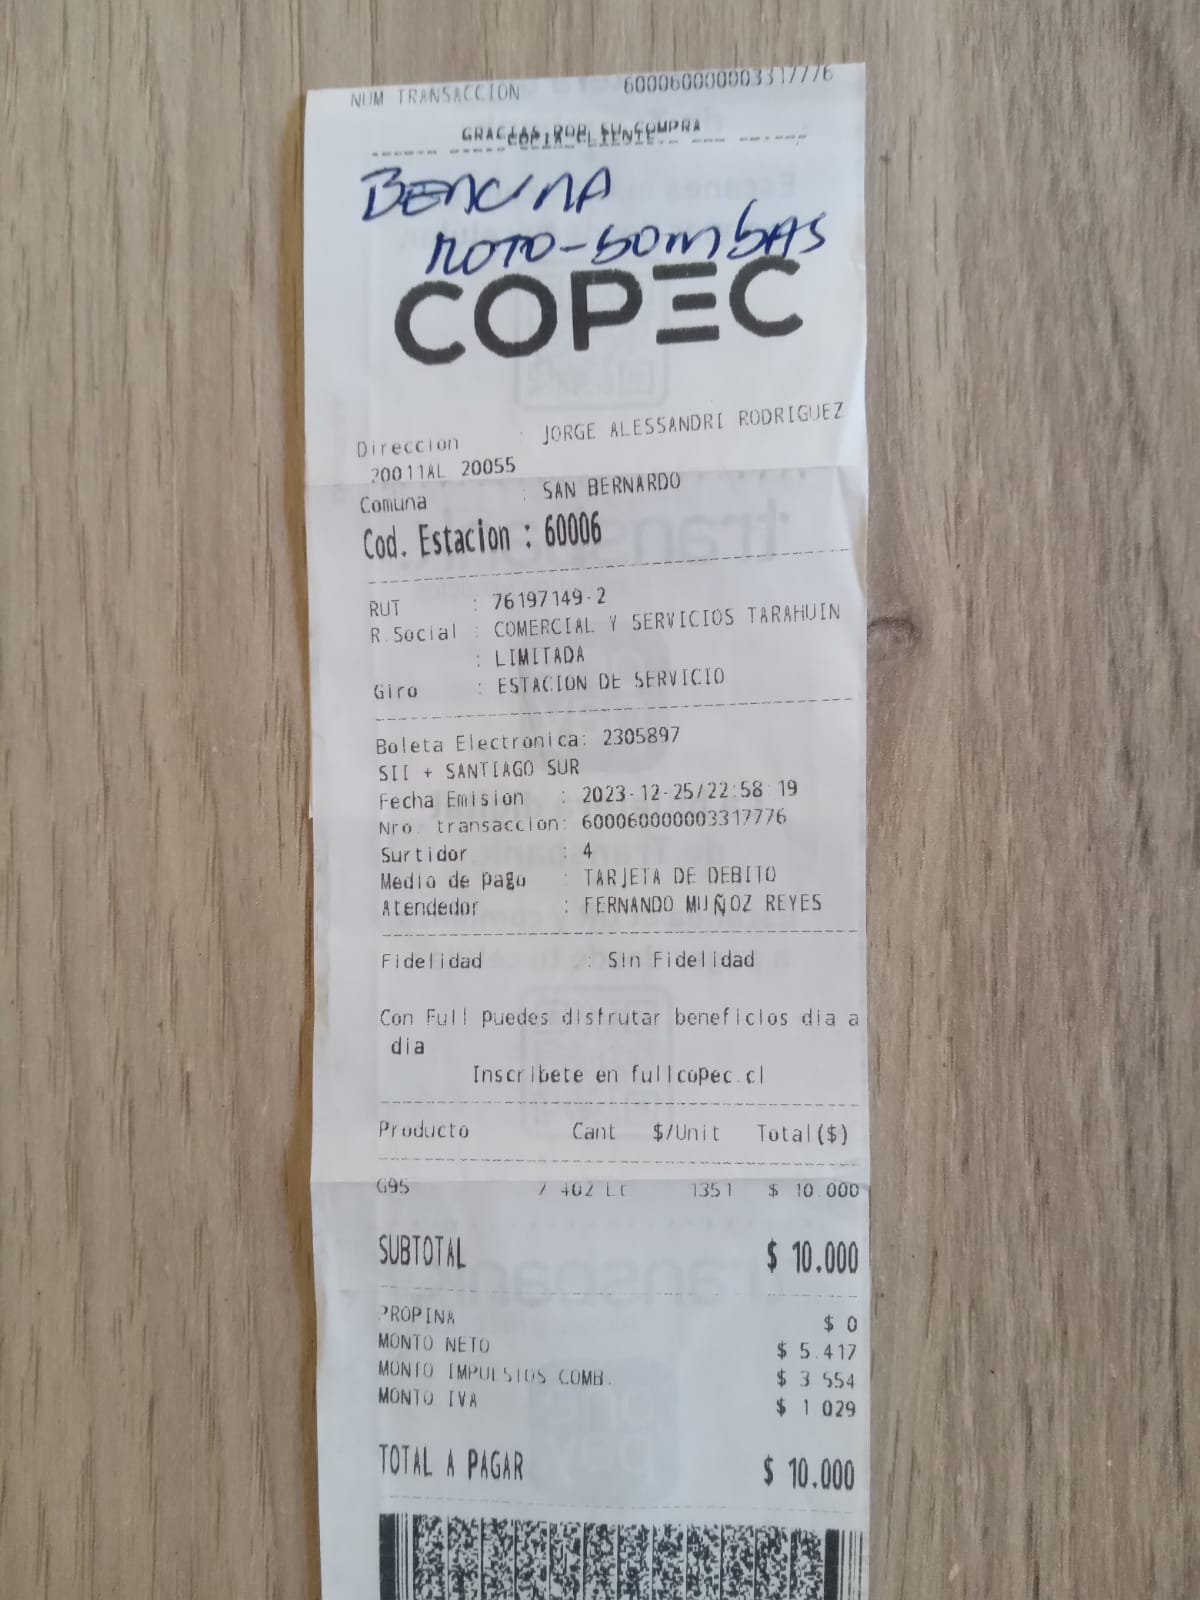 NUM TRANSACCION 600060000003317776
GRACIAS POR SU COMPRA
COPIA CLIENTE
BENCINA
MOTO-BOMBAS
COPEC
Direccion : JORGE ALESSANDRI RODRIGUEZ
20011AL 20055
Comuna : SAN BERNARDO
Cod. Estacion : 60006
RUT : 76197149-2
R.Social : COMERCIAL Y SERVICIOS TARAHUIN
: LIMITADA
Giro : ESTACION DE SERVICIO
Boleta Electronica: 2305897
SII + SANTIAGO SUR
Fecha Emision : 2023-12-25/22:58:19
Nro. transaccion: 600060000003317776
Surtidor : 4
Medio de pago : TARJETA DE DEBITO
Atendedor : FERNANDO MUÑOZ REYES
Fidelidad : Sin Fidelidad
Con Full puedes disfrutar beneficios dia a
dia
Inscribete en fullcopec.cl
Producto Cant $/Unit Total($)
G95 7.402 Lt 1351 $ 10.000
SUBTOTAL $ 10.000
PROPINA $ 0
MONTO NETO $ 5.417
MONTO IMPUESTOS COMB. $ 3.554
MONTO IVA $ 1.029
TOTAL A PAGAR $ 10.000